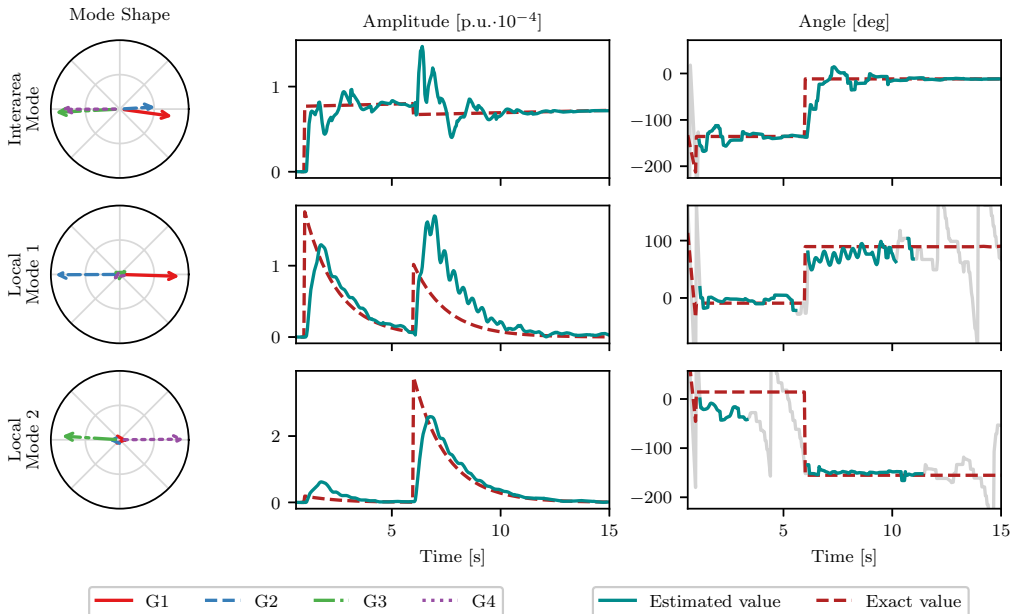 Mode Shape
Amplitude [p.u.·10⁻⁴]
Angle [deg]
Interarea
Mode
1
0
0
−100
−200
Local
Mode 1
1
0
100
0
Local
Mode 2
2
0
0
−100
−200
5
10
15
5
10
15
Time [s]
Time [s]
G1
G2
G3
G4
Estimated value
Exact value